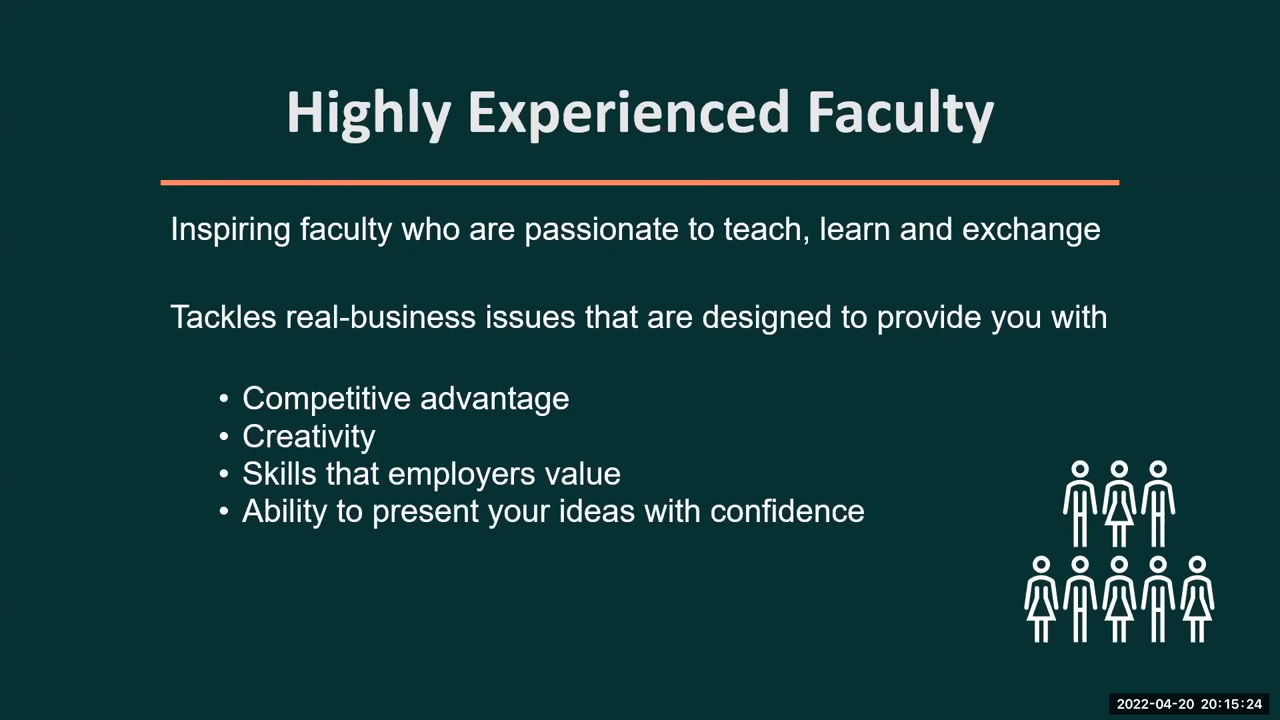 Highly Experienced Faculty
Inspiring faculty who are passionate to teach, learn and exchange
Tackles real-business issues that are designed to provide you with
• Competitive advantage
• Creativity
• Skills that employers value
• Ability to present your ideas with confidence
2022-04-20 20:15:24